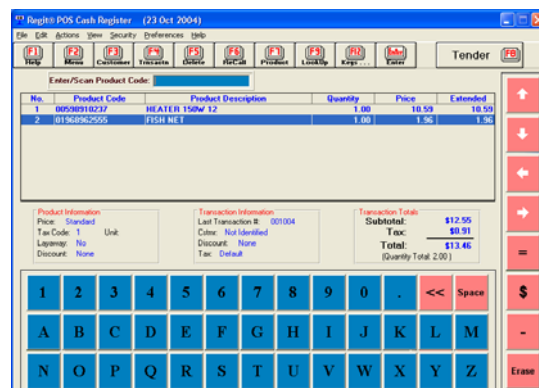 Regit® POS Cash Register (23 Oct 2004)
File Edit Actions View Security Preferences Help
F1 Help F2 Menu F3 Customer F4 Trnsactn F5 Delete F6 ReCall F7 Product F9 LookUp F12 Keys . . . Enter Enter Tender F8
Enter/Scan Product Code:
No. Product Code Product Description Quantity Price Extended
1 00598910237 HEATER 150W 12 1.00 10.59 10.59
2 01968962555 FISH NET 1.00 1.96 1.96
Product Information
Price: Standard
Tax Code: 1 Unit:
Layaway: No
Discount: None
Transaction Information
Last Transaction #: 001004
Cstmr: Not Identified
Discount: None
Tax: Default
Transaction Totals
Subtotal: $12.55
Tax: $0.91
Total: $13.46
(Quantity Total: 2.00 )
1 2 3 4 5 6 7 8 9 0 . << Space
A B C D E F G H I J K L M
N O P Q R S T U V W X Y Z
=
$
-
Erase